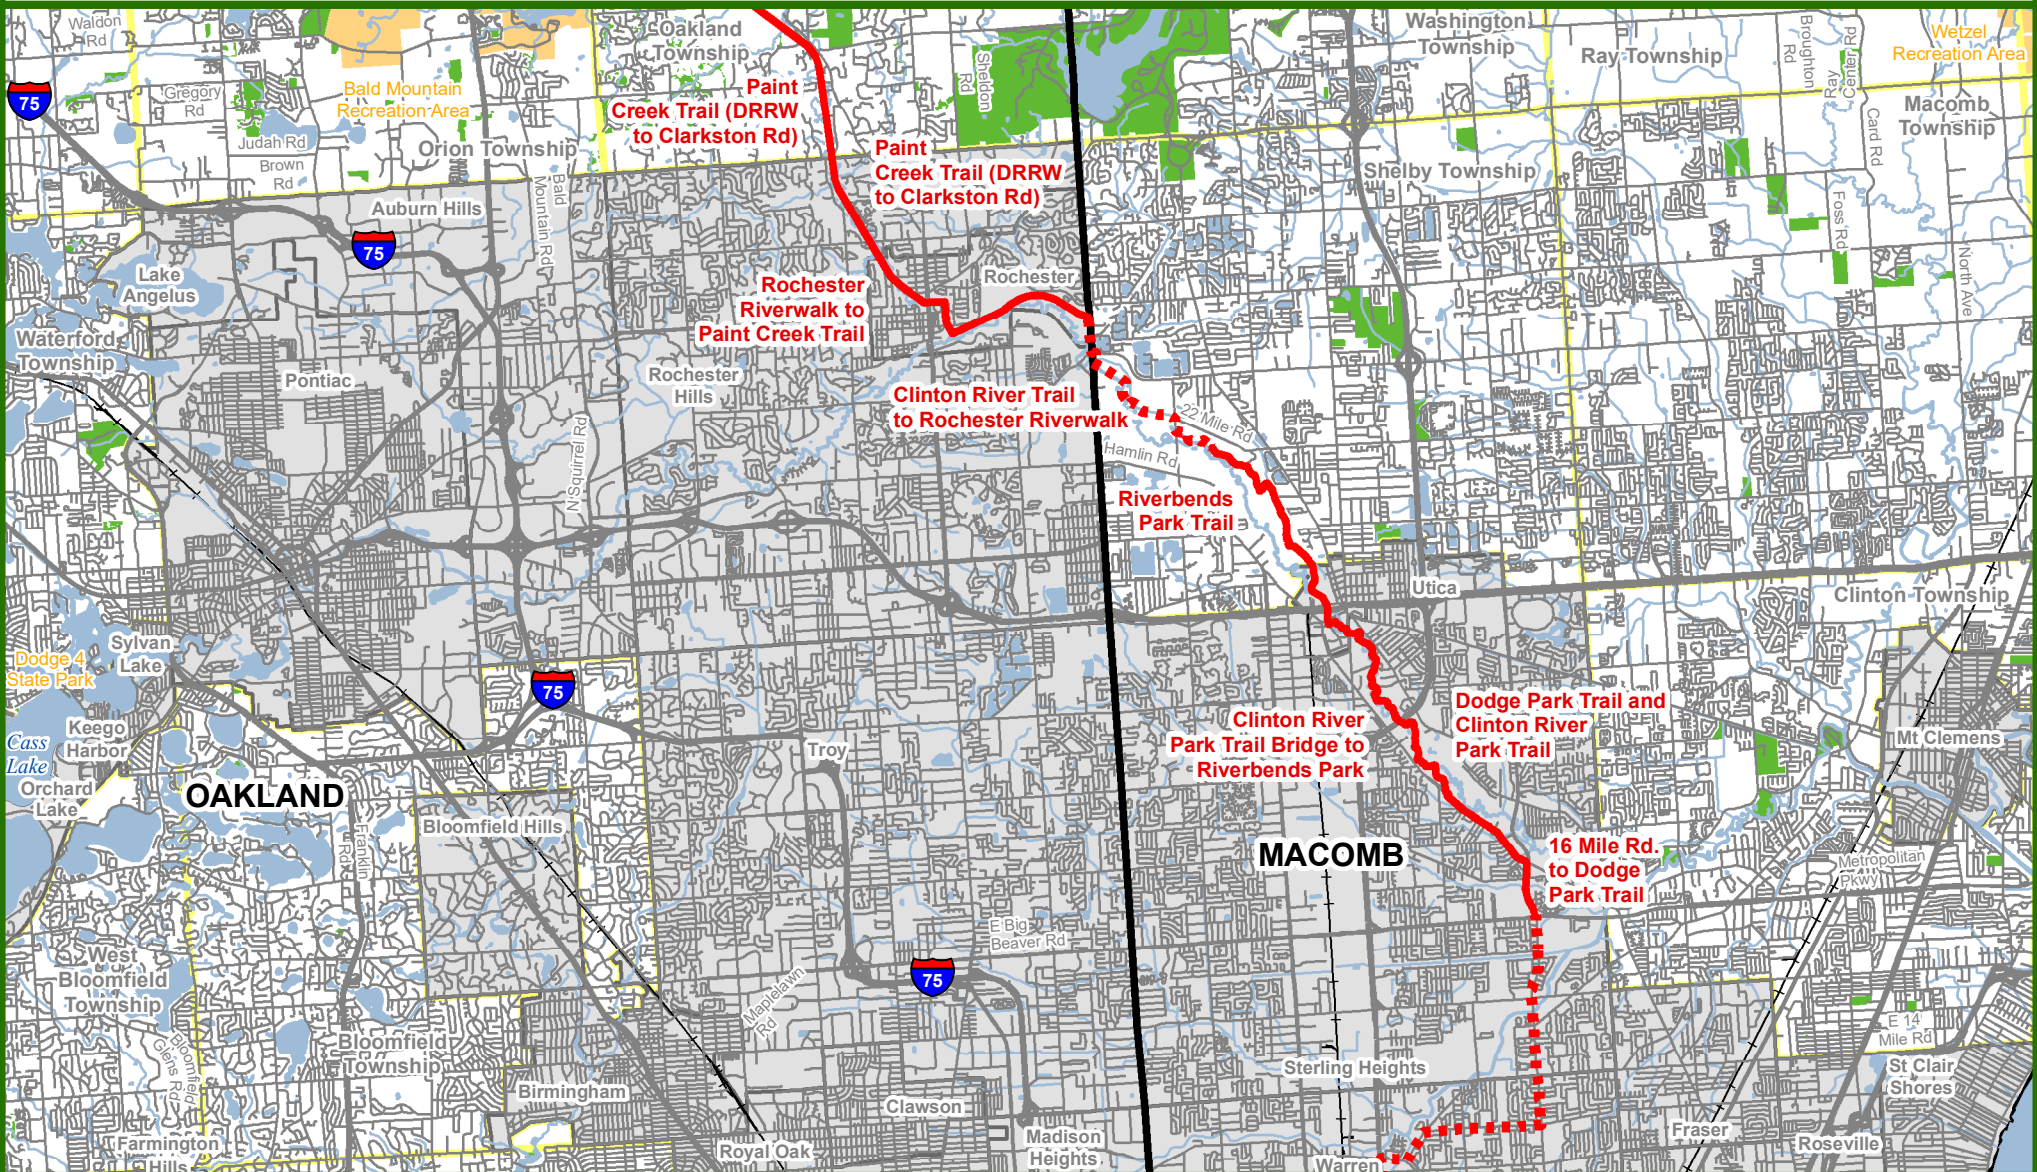 Waldon
Rd
Oakland
Township
Washington
Township
Ray Township
Broughton
Rd
Ray
Center Rd
Wetzel
Recreation Area
75
Gregory
Rd
Bald Mountain
Recreation Area
Paint
Creek Trail (DRRW
to Clarkston Rd)
Sheldon
Rd
Macomb
Township
Card Rd
Judah Rd
Brown
Rd
Orion Township
Paint
Creek Trail (DRRW
to Clarkston Rd)
Shelby Township
Bald
Mountain Rd
Auburn Hills
Foss Rd
75
Lake
Angelus
Rochester
North Ave
Rochester
Riverwalk to
Paint Creek Trail
Waterford
Township
Pontiac
Rochester
Hills
Clinton River Trail
to Rochester Riverwalk
22 Mile Rd
Hamlin Rd
N Squirrel Rd
Riverbends
Park Trail
Utica
Clinton Township
Sylvan
Lake
Dodge 4
State Park
75
Keego
Harbor
Cass
Lake
Orchard
Lake
Troy
Clinton River
Park Trail Bridge to
Riverbends Park
Dodge Park Trail and
Clinton River
Park Trail
Mt Clemens
OAKLAND
Bloomfield Hills
Franklin
Rd
MACOMB
16 Mile Rd.
to Dodge
Park Trail
Metropolitan
Pkwy
E Big
Beaver Rd
West
Bloomfield
Township
75
Maplelawn
Rd
E 14
Mile Rd
Bloomfield
Glens Rd
Bloomfield
Township
Sterling Heights
St Clair
Shores
Birmingham
Clawson
Farmington
Hills
Royal Oak
Madison
Heights
Warren
Fraser
Roseville